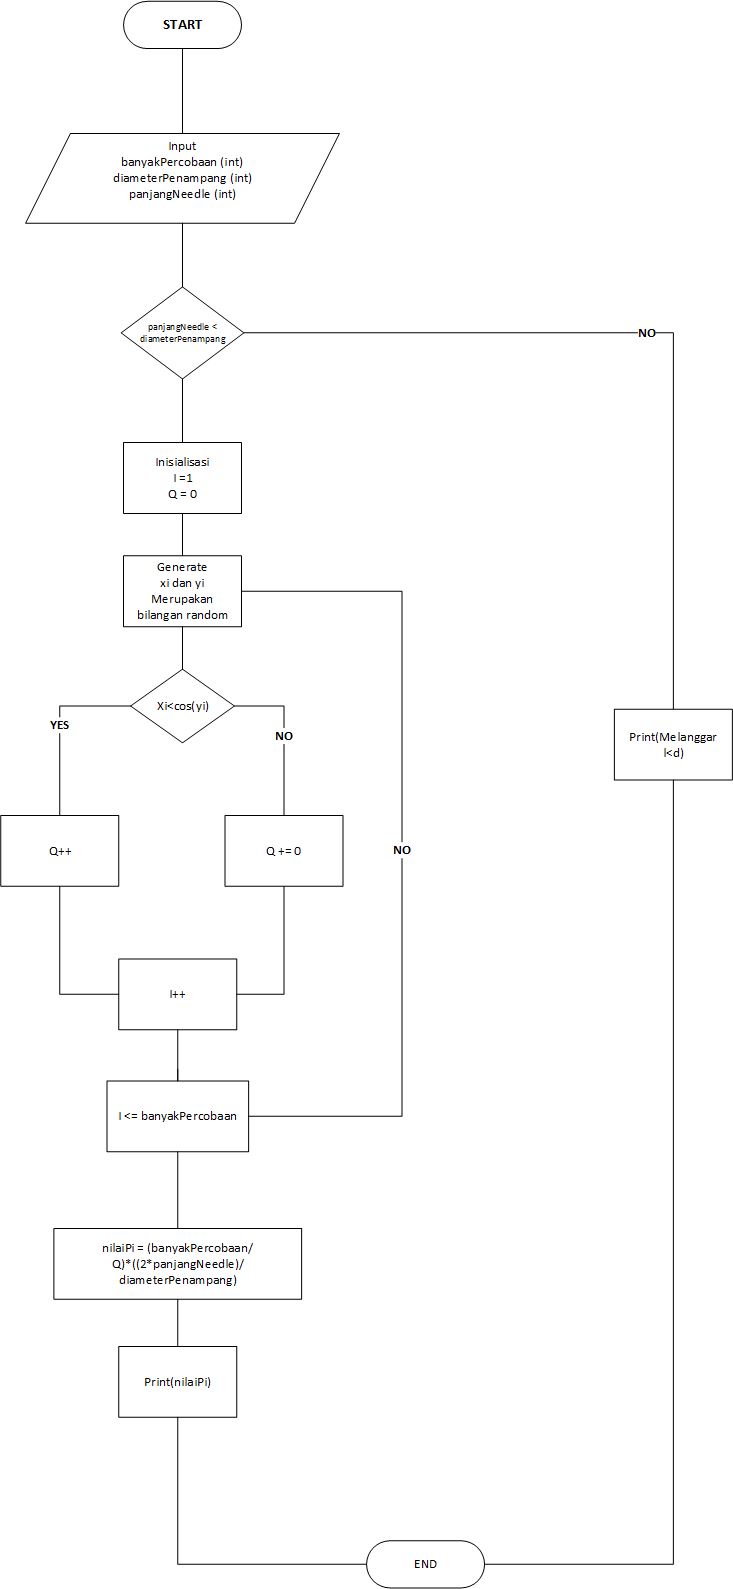 START
Input
banyakPercobaan (int)
diameterPenampang (int)
panjangNeedle (int)
panjangNeedle <
diameterPenampang
NO
Inisialisasi
I =1
Q = 0
Generate
xi dan yi
Merupakan
bilangan random
Xi<cos(yi)
YES
NO
Print(Melanggar
l<d)
Q++
Q += 0
NO
I++
I <= banyakPercobaan
nilaiPi = (banyakPercobaan/
Q)*((2*panjangNeedle)/
diameterPenampang)
Print(nilaiPi)
END